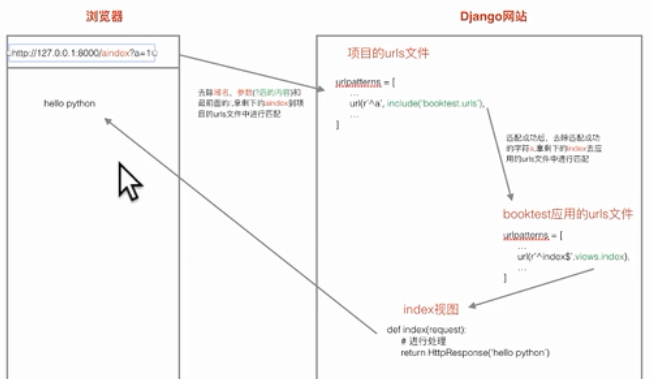 浏览器
Django网站
http://127.0.0.1:8000/aindex?a=1
hello python
去除域名、参数(?后的内容)和
最前面的/,拿剩下的aindex到项
目的urls文件中进行匹配
项目的urls文件
urlpatterns = [
...
url(r'^a', include('booktest.urls'),
...
]
匹配成功后,去除匹配成功
的字符a,拿剩下的index去应
用的urls文件中进行匹配
booktest应用的urls文件
urlpatterns = [
...
url(r'^index$',views.index),
...
]
index视图
def index(request):
# 进行处理
return HttpResponse('hello python')